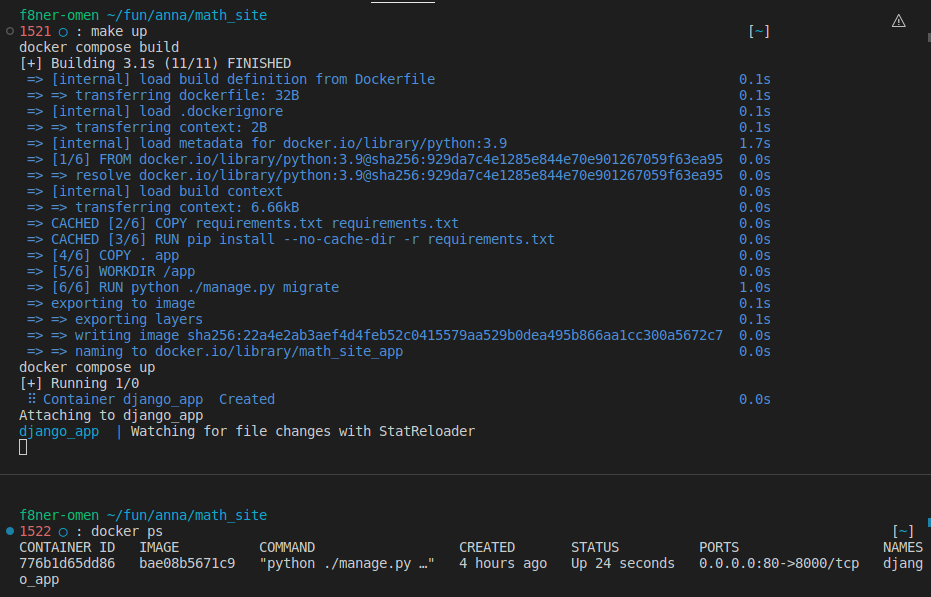 f8ner-omen ~/fun/anna/math_site
1521 ○ : make up [~]
docker compose build
[+] Building 3.1s (11/11) FINISHED
=> [internal] load build definition from Dockerfile 0.1s
=> => transferring dockerfile: 32B 0.1s
=> [internal] load .dockerignore 0.1s
=> => transferring context: 2B 0.1s
=> [internal] load metadata for docker.io/library/python:3.9 1.7s
=> [1/6] FROM docker.io/library/python:3.9@sha256:929da7c4e1285e844e70e901267059f63ea95 0.0s
=> => resolve docker.io/library/python:3.9@sha256:929da7c4e1285e844e70e901267059f63ea95 0.0s
=> [internal] load build context 0.0s
=> => transferring context: 6.66kB 0.0s
=> CACHED [2/6] COPY requirements.txt requirements.txt 0.0s
=> CACHED [3/6] RUN pip install --no-cache-dir -r requirements.txt 0.0s
=> [4/6] COPY . app 0.0s
=> [5/6] WORKDIR /app 0.0s
=> [6/6] RUN python ./manage.py migrate 1.0s
=> exporting to image 0.1s
=> => exporting layers 0.1s
=> => writing image sha256:22a4e2ab3aef4d4feb52c0415579aa529b0dea495b866aa1cc300a5672c7 0.0s
=> => naming to docker.io/library/math_site_app 0.0s
docker compose up
[+] Running 1/0
⠿ Container django_app Created 0.0s
Attaching to django_app
django_app | Watching for file changes with StatReloader
f8ner-omen ~/fun/anna/math_site
1522 ○ : docker ps [~]
CONTAINER ID IMAGE COMMAND CREATED STATUS PORTS NAMES
776b1d65dd86 bae08b5671c9 "python ./manage.py …" 4 hours ago Up 24 seconds 0.0.0.0:80->8000/tcp djang
o_app